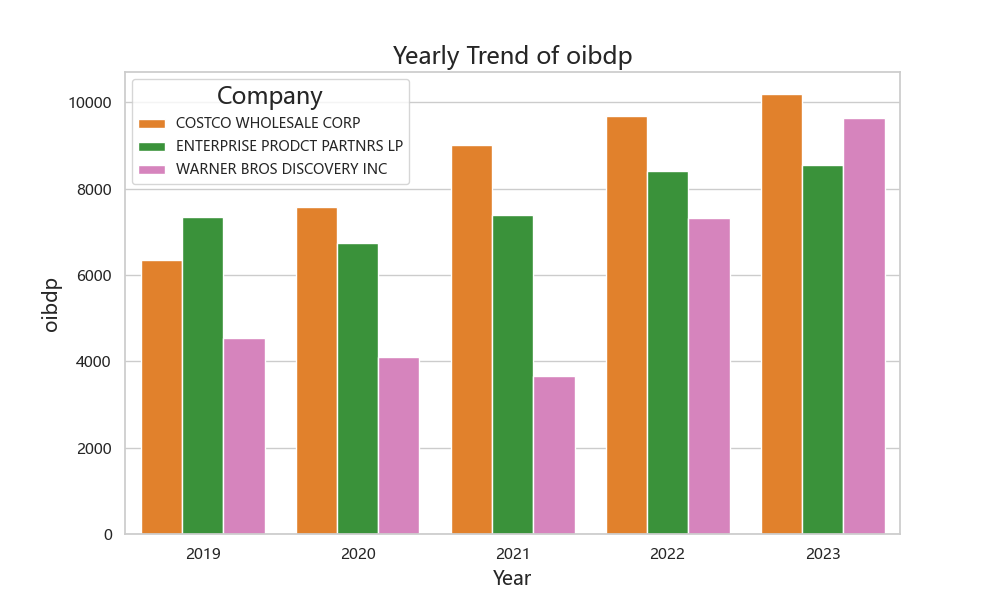 Yearly Trend of oibdp
Company
COSTCO WHOLESALE CORP
ENTERPRISE PRODCT PARTNRS LP
WARNER BROS DISCOVERY INC
oibdp
10000
8000
6000
4000
2000
0
2019 2020 2021 2022 2023
Year